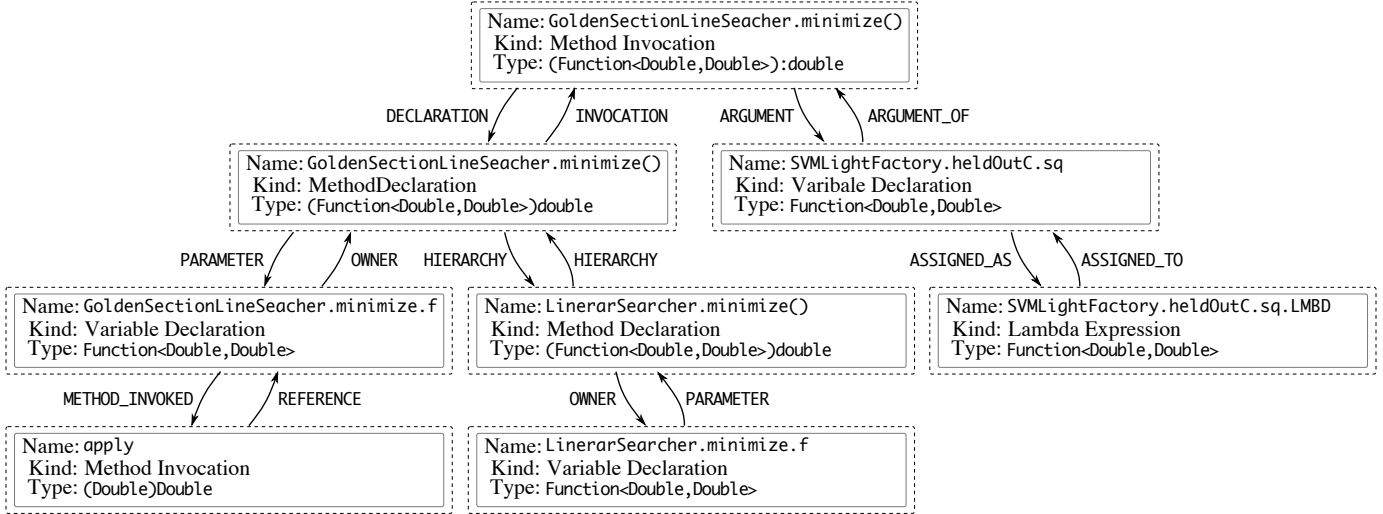 Name: GoldenSectionLineSeacher.minimize()
Kind: Method Invocation
Type: (Function<Double,Double>):double
DECLARATION
INVOCATION
ARGUMENT
ARGUMENT_OF
Name: GoldenSectionLineSeacher.minimize()
Kind: MethodDeclaration
Type: (Function<Double,Double>)double
Name: SVMLightFactory.heldOutC.sq
Kind: Varibale Declaration
Type: Function<Double,Double>
PARAMETER
OWNER
HIERARCHY
HIERARCHY
ASSIGNED_AS
ASSIGNED_TO
Name: GoldenSectionLineSeacher.minimize.f
Kind: Variable Declaration
Type: Function<Double,Double>
Name: LinerarSearcher.minimize()
Kind: Method Declaration
Type: (Function<Double,Double>)double
Name: SVMLightFactory.heldOutC.sq.LMBD
Kind: Lambda Expression
Type: Function<Double,Double>
METHOD_INVOKED
REFERENCE
OWNER
PARAMETER
Name: apply
Kind: Method Invocation
Type: (Double)Double
Name: LinerarSearcher.minimize.f
Kind: Variable Declaration
Type: Function<Double,Double>